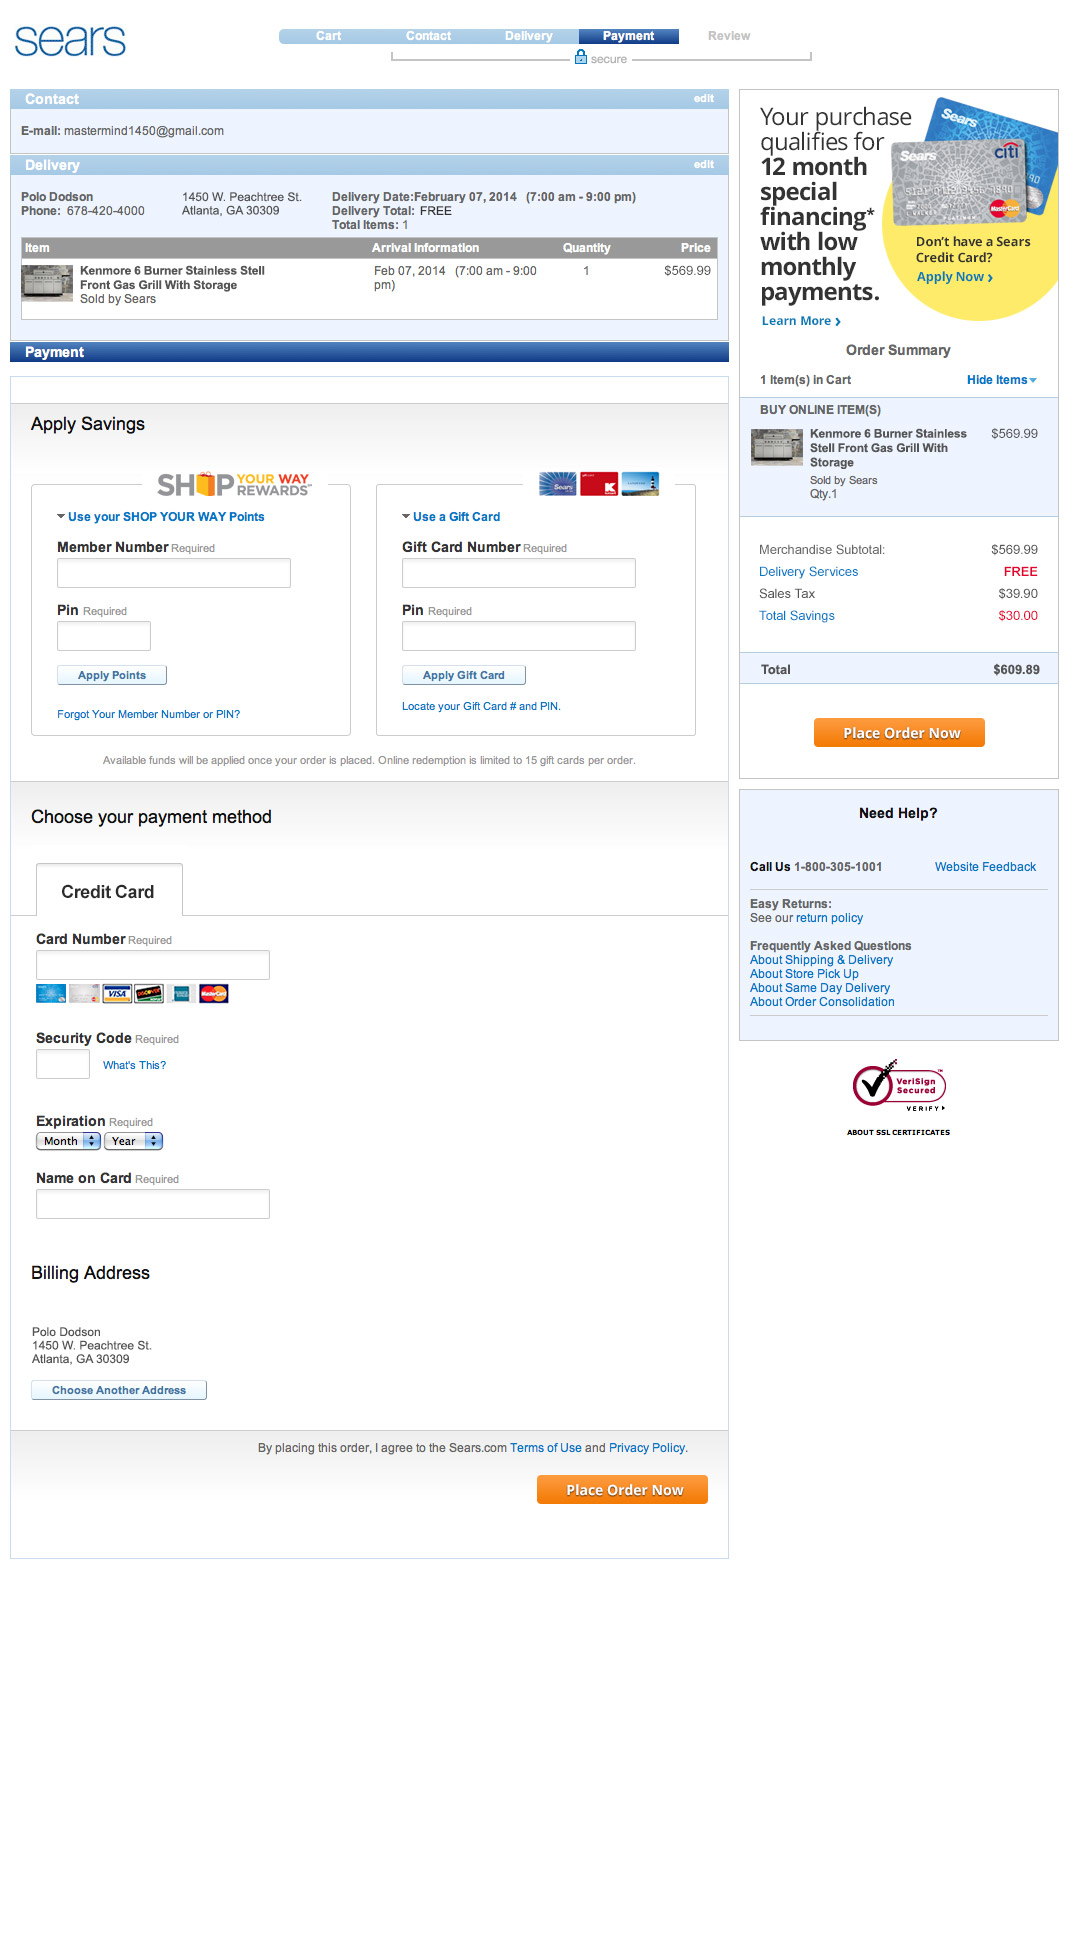 sears
Cart Contact Delivery Payment Review
secure
Contact edit
E-mail: mastermind1450@gmail.com
Delivery edit
Polo Dodson
Phone: 678-420-4000
1450 W. Peachtree St.
Atlanta, GA 30309
Delivery Date:February 07, 2014 (7:00 am - 9:00 pm)
Delivery Total: FREE
Total Items: 1
Item Arrival Information Quantity Price
Kenmore 6 Burner Stainless Stell
Front Gas Grill With Storage
Sold by Sears
Feb 07, 2014 (7:00 am - 9:00
pm)
1
$569.99
Payment
Apply Savings
SHOP YOUR WAY
REWARDS
Use your SHOP YOUR WAY Points
Member Number Required
Pin Required
Apply Points
Forgot Your Member Number or PIN?
Sears
K
Use a Gift Card
Gift Card Number Required
Pin Required
Apply Gift Card
Locate your Gift Card # and PIN.
Available funds will be applied once your order is placed. Online redemption is limited to 15 gift cards per order.
Choose your payment method
Credit Card
Card Number Required
VISA
DISCOVER
MasterCard
Security Code Required
What's This?
Expiration Required
Month Year
Name on Card Required
Billing Address
Polo Dodson
1450 W. Peachtree St.
Atlanta, GA 30309
Choose Another Address
By placing this order, I agree to the Sears.com Terms of Use and Privacy Policy.
Place Order Now
Your purchase
qualifies for
12 month
special
financing*
with low
monthly
payments.
Learn More ›
Sears
Sears
citi
MasterCard
Don't have a Sears
Credit Card?
Apply Now ›
Order Summary
1 Item(s) in Cart Hide Items
BUY ONLINE ITEM(S)
Kenmore 6 Burner Stainless
Stell Front Gas Grill With
Storage
$569.99
Sold by Sears
Qty.1
Merchandise Subtotal: $569.99
Delivery Services FREE
Sales Tax $39.90
Total Savings $30.00
Total $609.89
Place Order Now
Need Help?
Call Us 1-800-305-1001 Website Feedback
Easy Returns:
See our return policy
Frequently Asked Questions
About Shipping & Delivery
About Store Pick Up
About Same Day Delivery
About Order Consolidation
VeriSign
Secured
VERIFY
ABOUT SSL CERTIFICATES